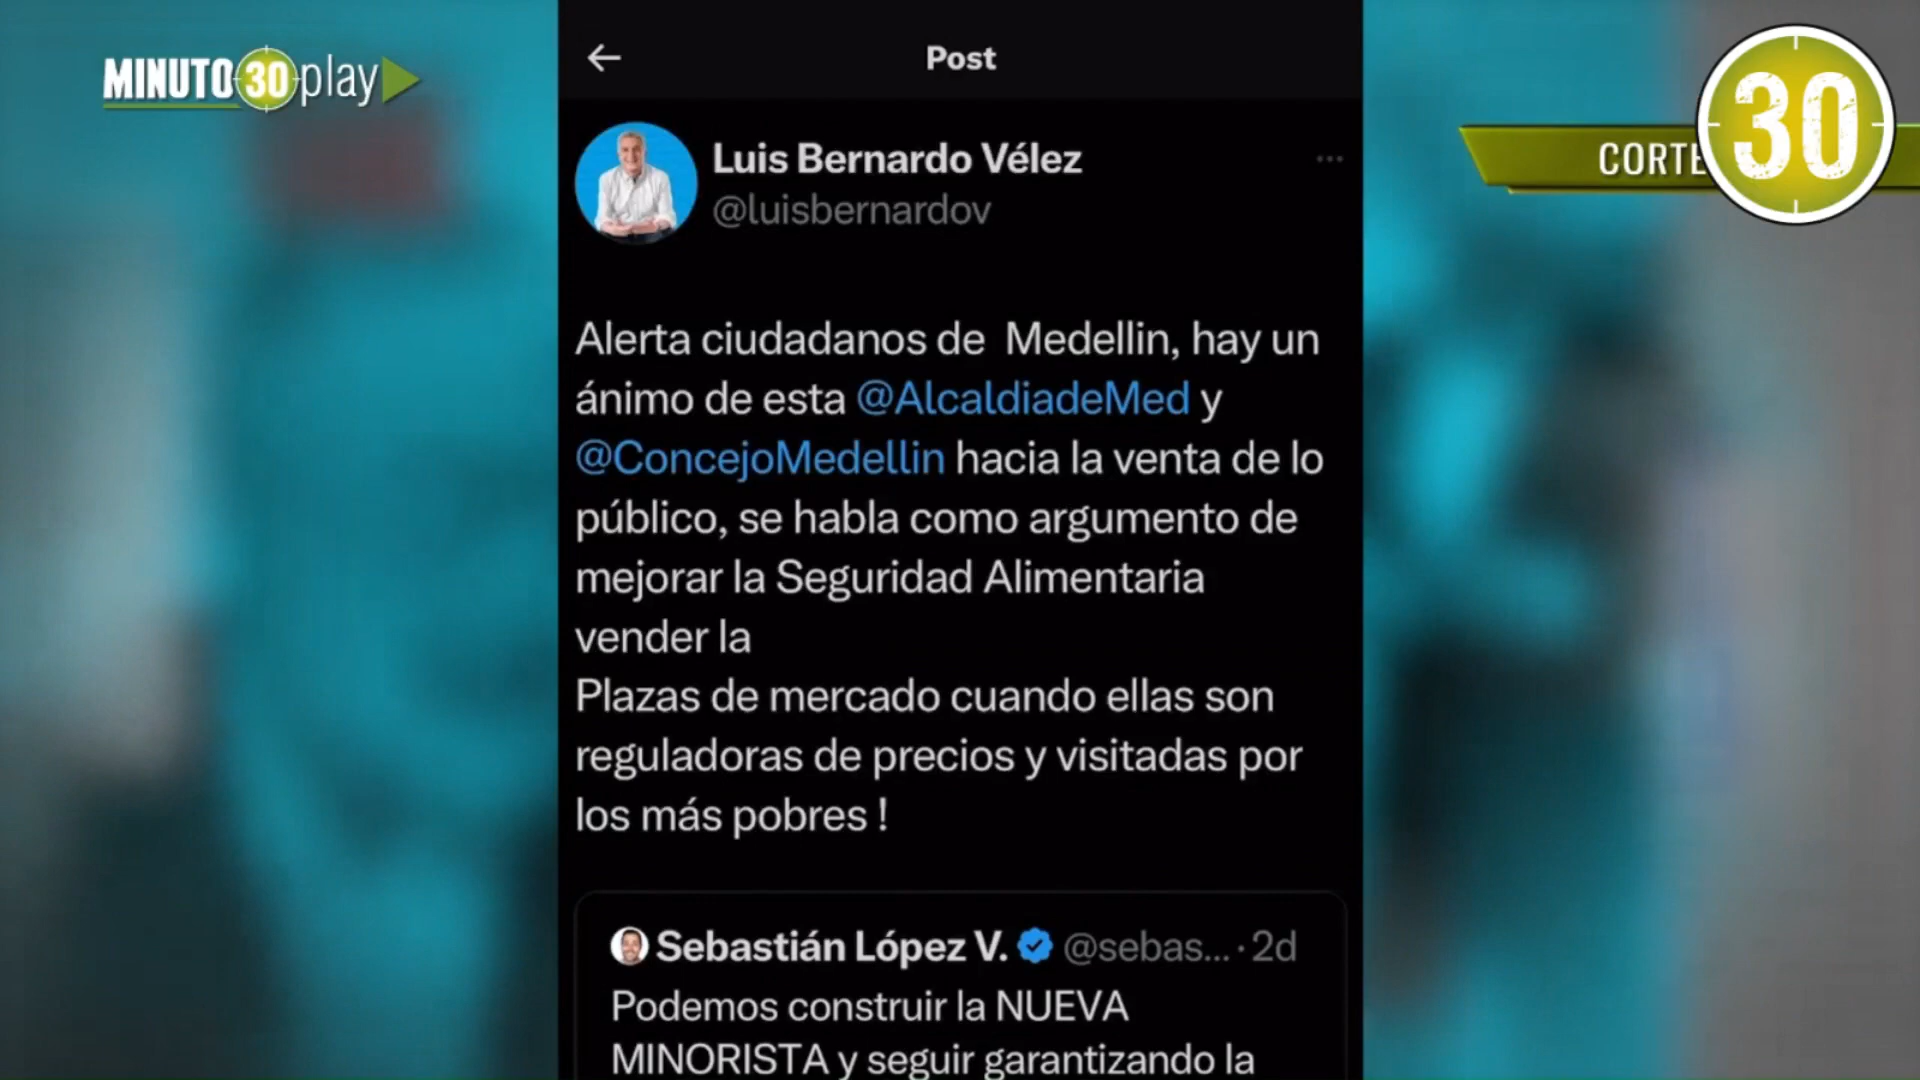 MINUTO30play
30
CORTE
Post
Luis Bernardo Vélez
@luisbernardov
Alerta ciudadanos de Medellin, hay un
ánimo de esta @AlcaldiadeMed y
@ConcejoMedellin hacia la venta de lo
público, se habla como argumento de
mejorar la Seguridad Alimentaria
vender la
Plazas de mercado cuando ellas son
reguladoras de precios y visitadas por
los más pobres !
Sebastián López V. @sebas... · 2d
Podemos construir la NUEVA
MINORISTA y seguir garantizando la